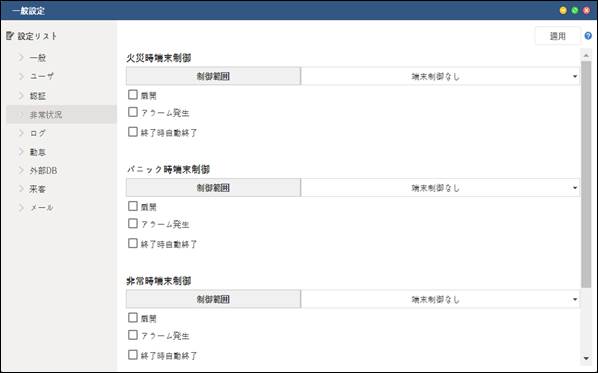 一般設定
設定リスト
適用
一般
ユーザ
認証
非常状況
ログ
勤怠
外部DB
来客
メール
火災時端末制御
制御範囲 端末制御なし
扉開
アラーム発生
終了時自動終了
パニック時端末制御
制御範囲 端末制御なし
扉開
アラーム発生
終了時自動終了
非常時端末制御
制御範囲 端末制御なし
扉開
アラーム発生
終了時自動終了